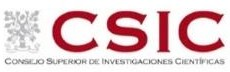 CSIC
CONSEJO SUPERIOR DE INVESTIGACIONES CIENTÍFICAS